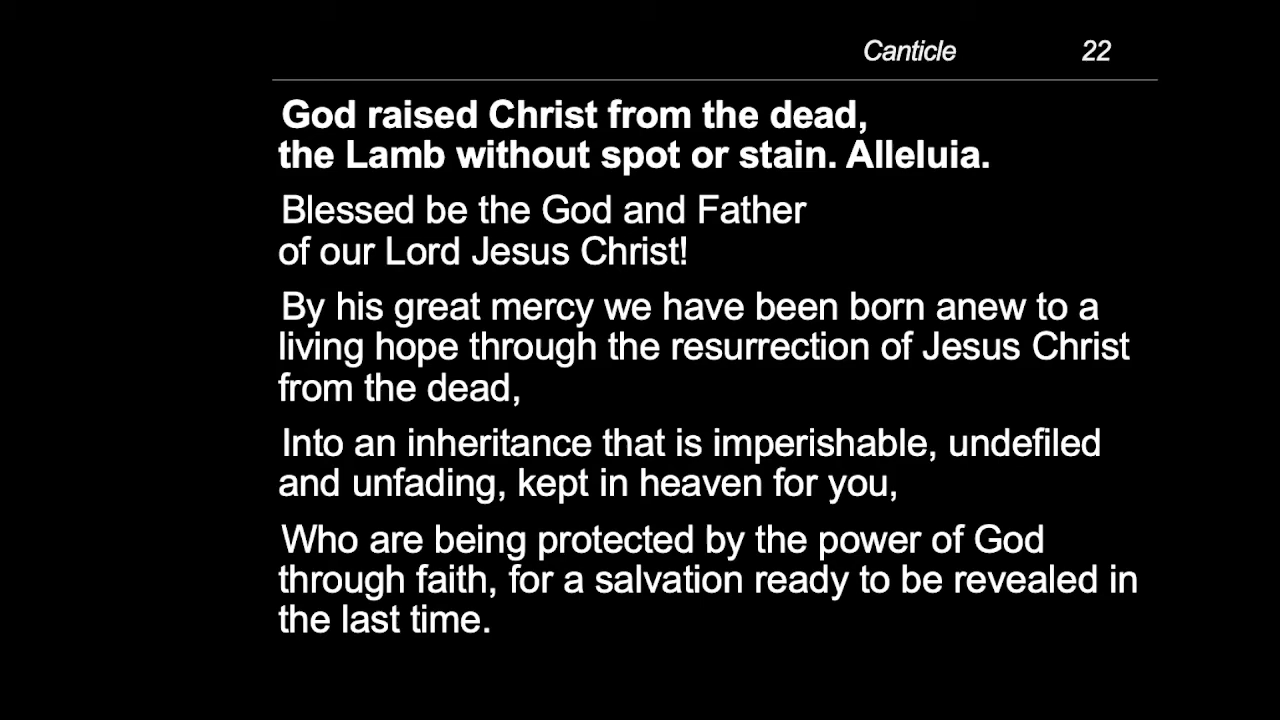 Canticle 22
God raised Christ from the dead,
the Lamb without spot or stain. Alleluia.
Blessed be the God and Father
of our Lord Jesus Christ!
By his great mercy we have been born anew to a
living hope through the resurrection of Jesus Christ
from the dead,
Into an inheritance that is imperishable, undefiled
and unfading, kept in heaven for you,
Who are being protected by the power of God
through faith, for a salvation ready to be revealed in
the last time.